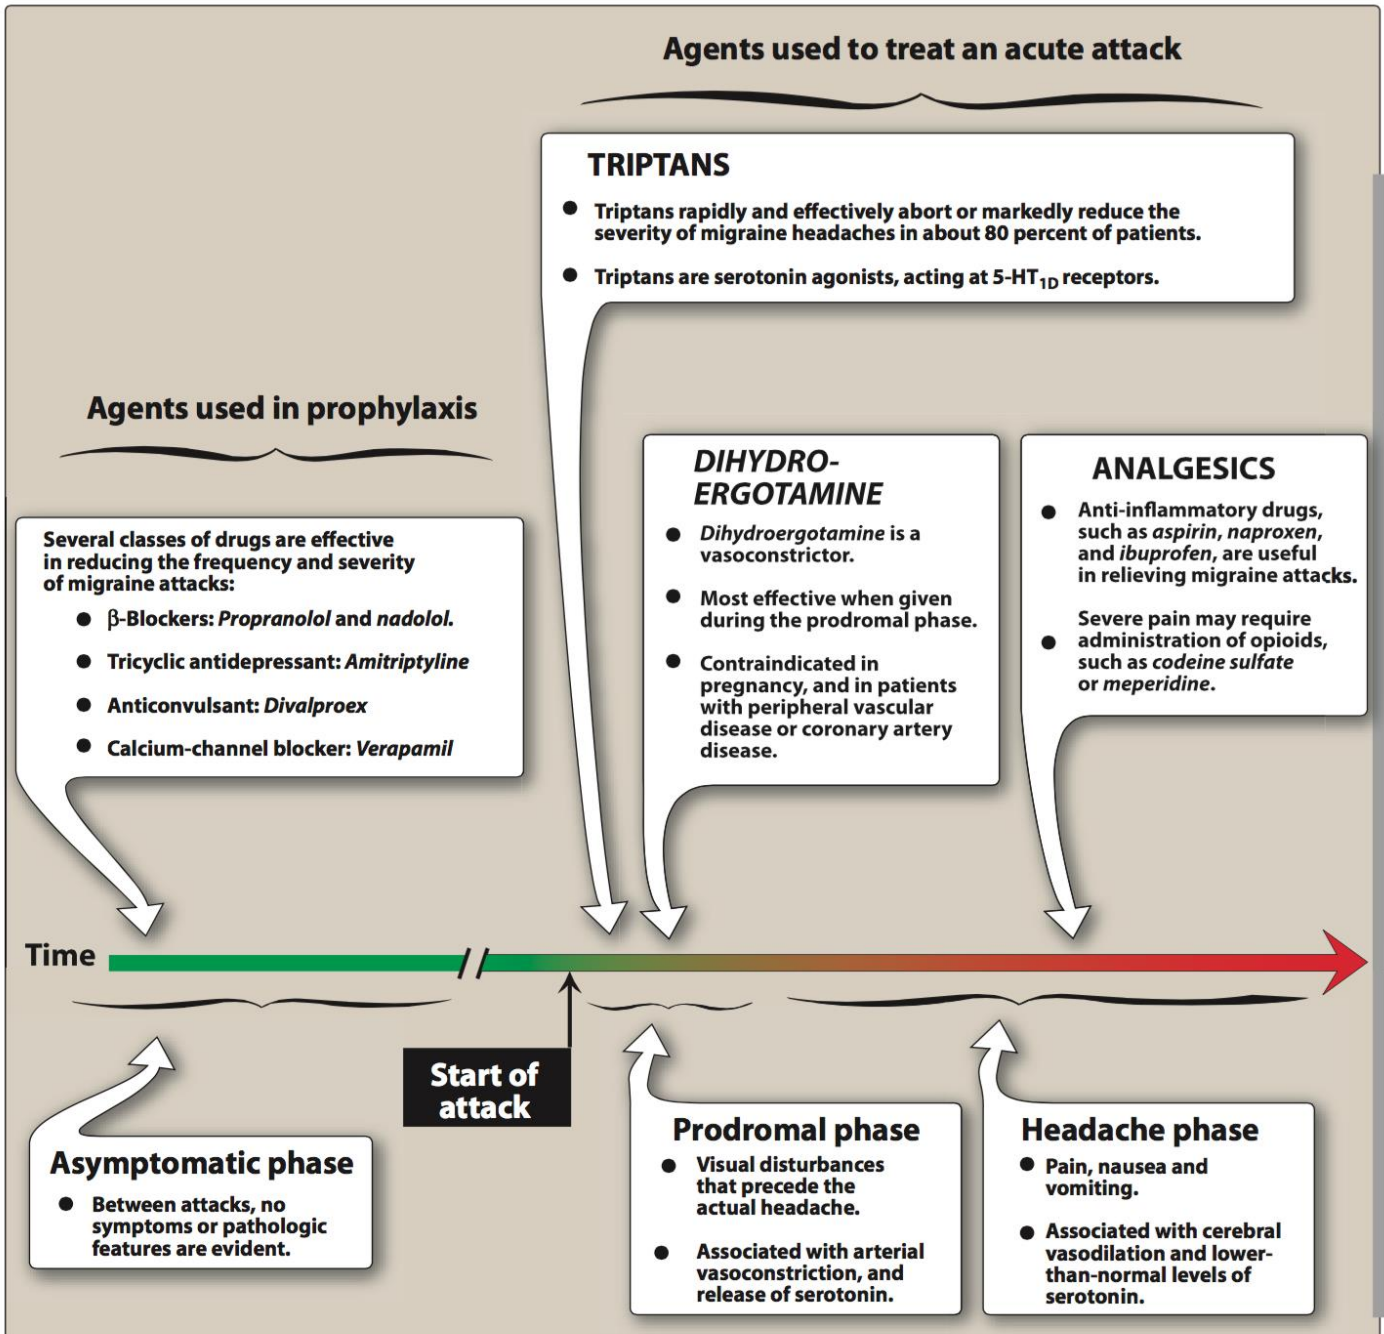 Agents used to treat an acute attack
TRIPTANS
● Triptans rapidly and effectively abort or markedly reduce the
severity of migraine headaches in about 80 percent of patients.
● Triptans are serotonin agonists, acting at 5-HT1D receptors.
Agents used in prophylaxis
Several classes of drugs are effective
in reducing the frequency and severity
of migraine attacks:
● β-Blockers: Propranolol and nadolol.
● Tricyclic antidepressant: Amitriptyline
● Anticonvulsant: Divalproex
● Calcium-channel blocker: Verapamil
DIHYDRO-
ERGOTAMINE
● Dihydroergotamine is a
vasoconstrictor.
● Most effective when given
during the prodromal phase.
● Contraindicated in
pregnancy, and in patients
with peripheral vascular
disease or coronary artery
disease.
ANALGESICS
● Anti-inflammatory drugs,
such as aspirin, naproxen,
and ibuprofen, are useful
in relieving migraine attacks.
● Severe pain may require
administration of opioids,
such as codeine sulfate
or meperidine.
Time
Start of
attack
Asymptomatic phase
● Between attacks, no
symptoms or pathologic
features are evident.
Prodromal phase
● Visual disturbances
that precede the
actual headache.
● Associated with arterial
vasoconstriction, and
release of serotonin.
Headache phase
● Pain, nausea and
vomiting.
● Associated with cerebral
vasodilation and lower-
than-normal levels of
serotonin.